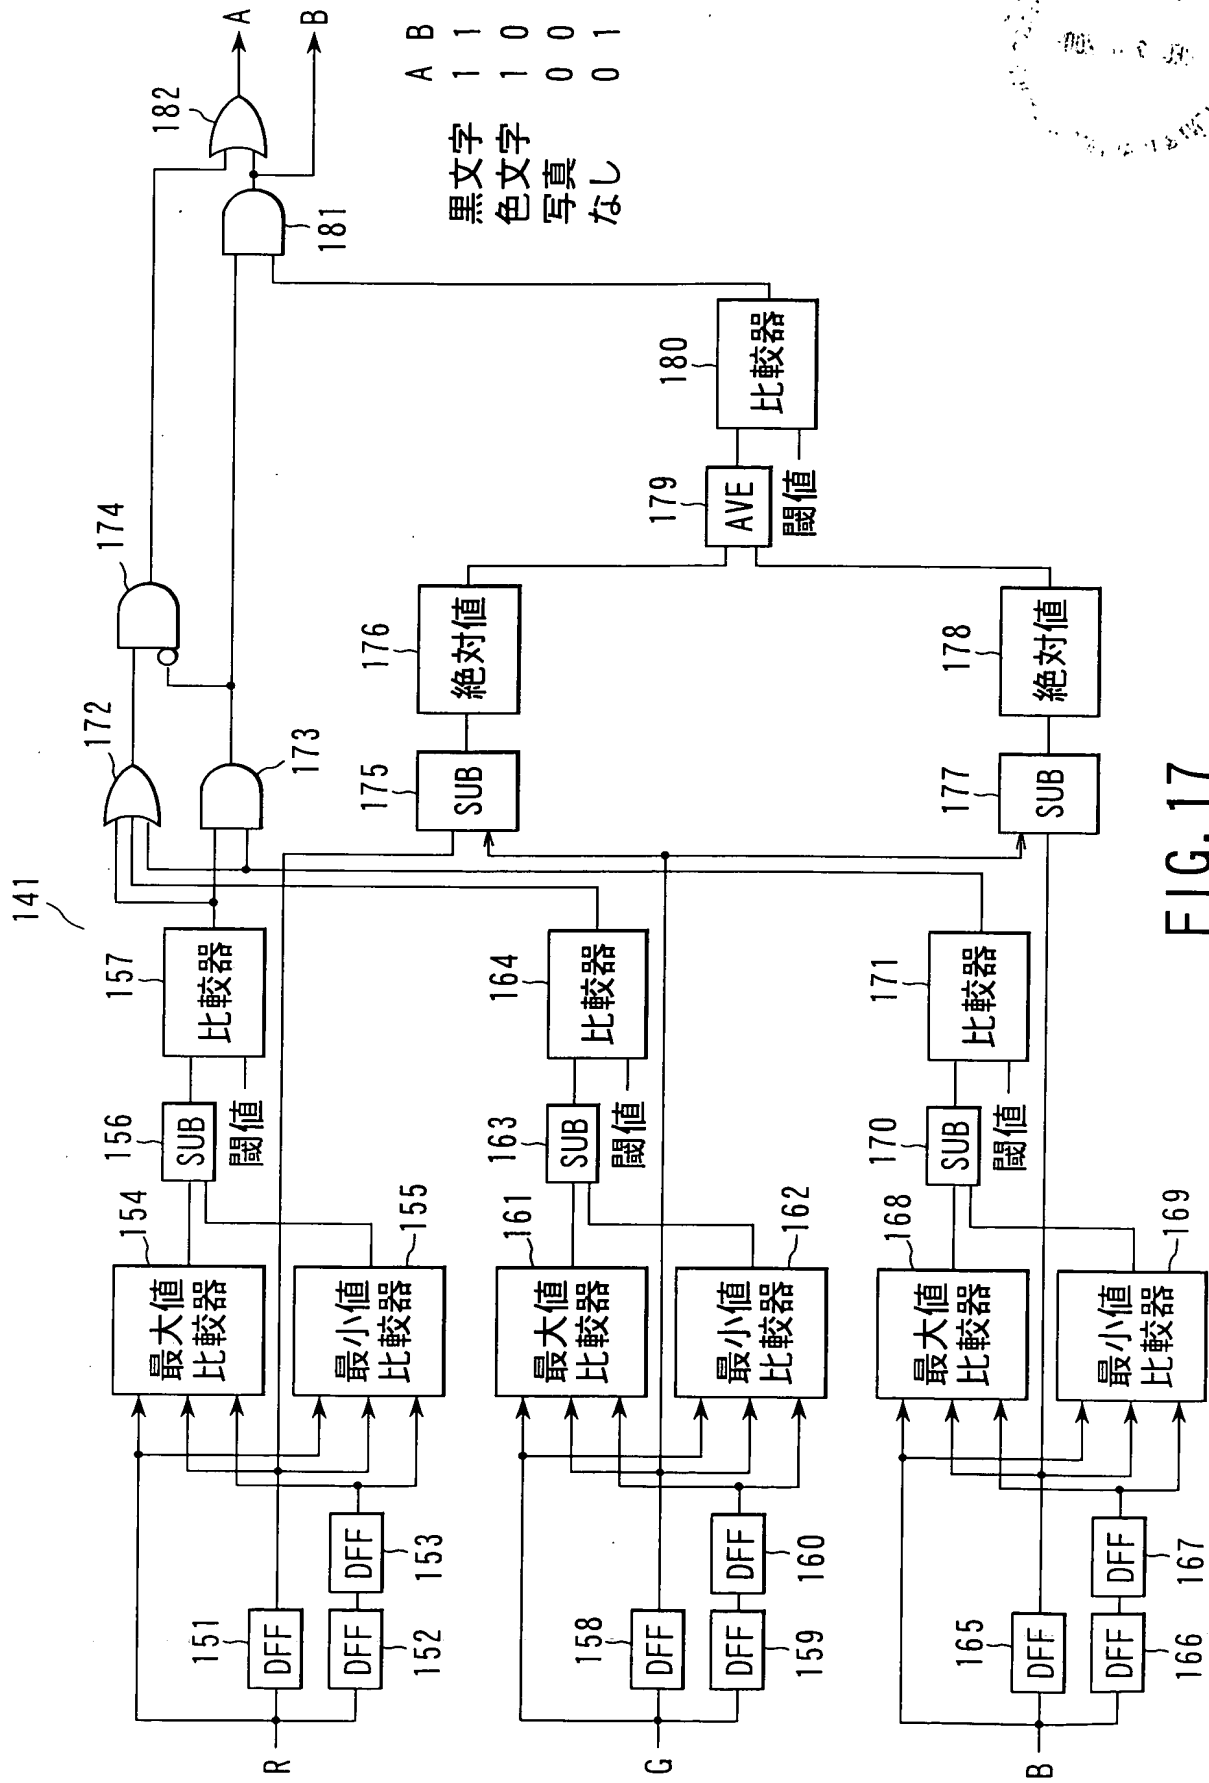 141
R
151
DFF
152
DFF
153
DFF
154
最大値
比較器
155
最小値
比較器
156
SUB
閾値
157
比較器
172
173
174
G
158
DFF
159
DFF
160
DFF
161
最大値
比較器
162
最小値
比較器
163
SUB
閾値
164
比較器
175
SUB
176
絶対値
B
165
DFF
166
DFF
167
DFF
168
最大値
比較器
169
最小値
比較器
170
SUB
閾値
171
比較器
177
SUB
178
絶対値
179
AVE
閾値
180
比較器
181
182
A
B
A B
黒文字 1 1
色文字 1 0
写真 0 0
なし 0 1
FIG.17